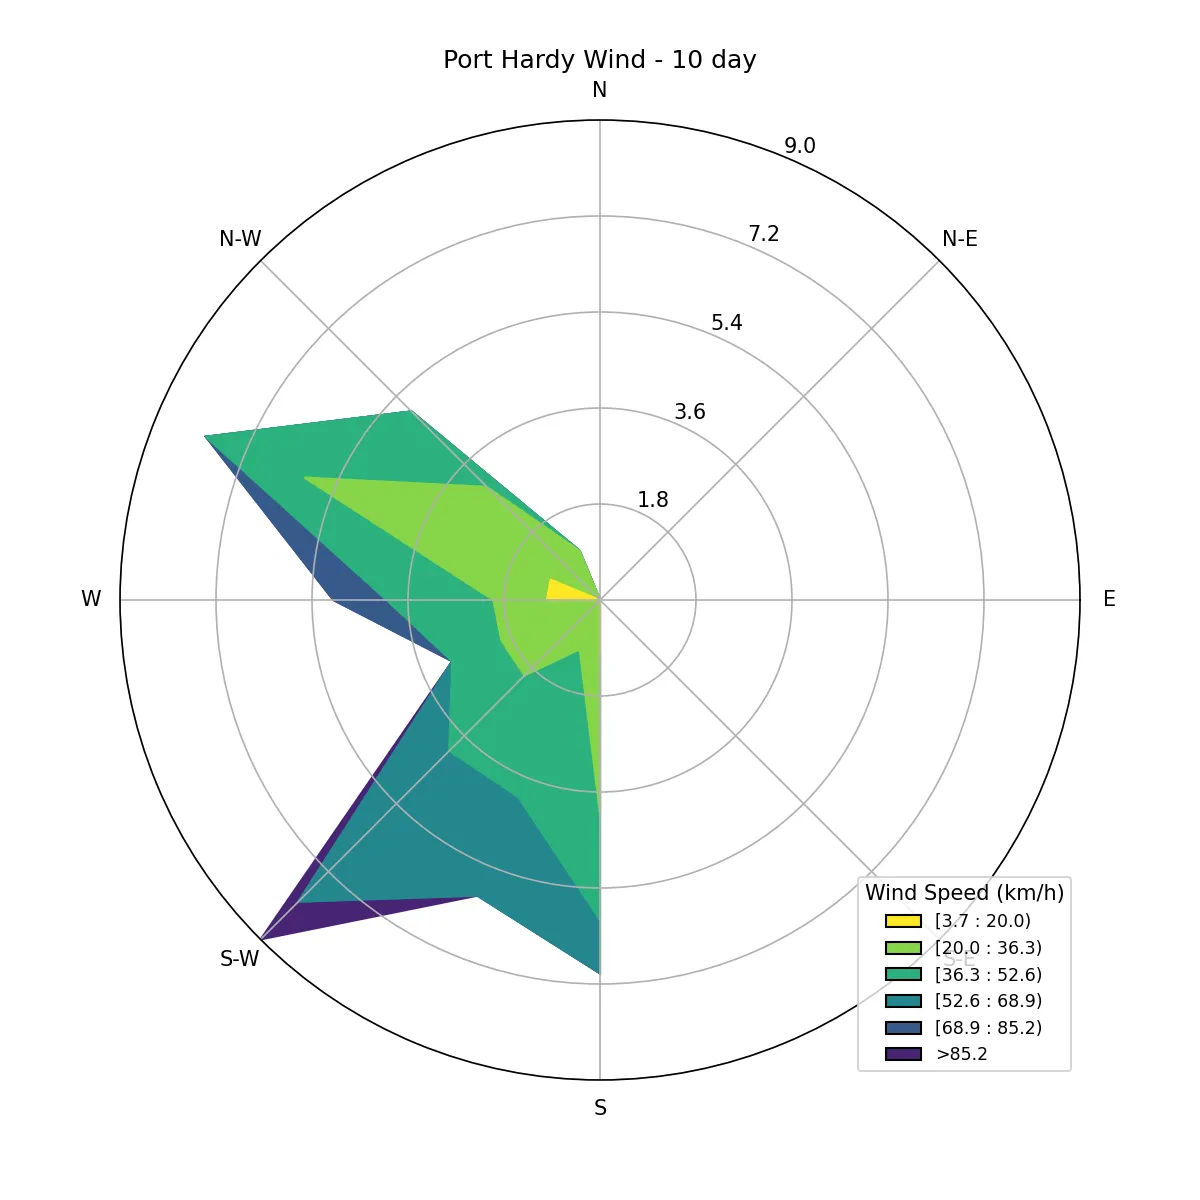 Port Hardy Wind - 10 day
N
9.0
N-W
N-E
7.2
5.4
3.6
1.8
W
E
Wind Speed (km/h)
[3.7 : 20.0)
[20.0 : 36.3)
S-W
S-E
[36.3 : 52.6)
[52.6 : 68.9)
[68.9 : 85.2)
>85.2
S